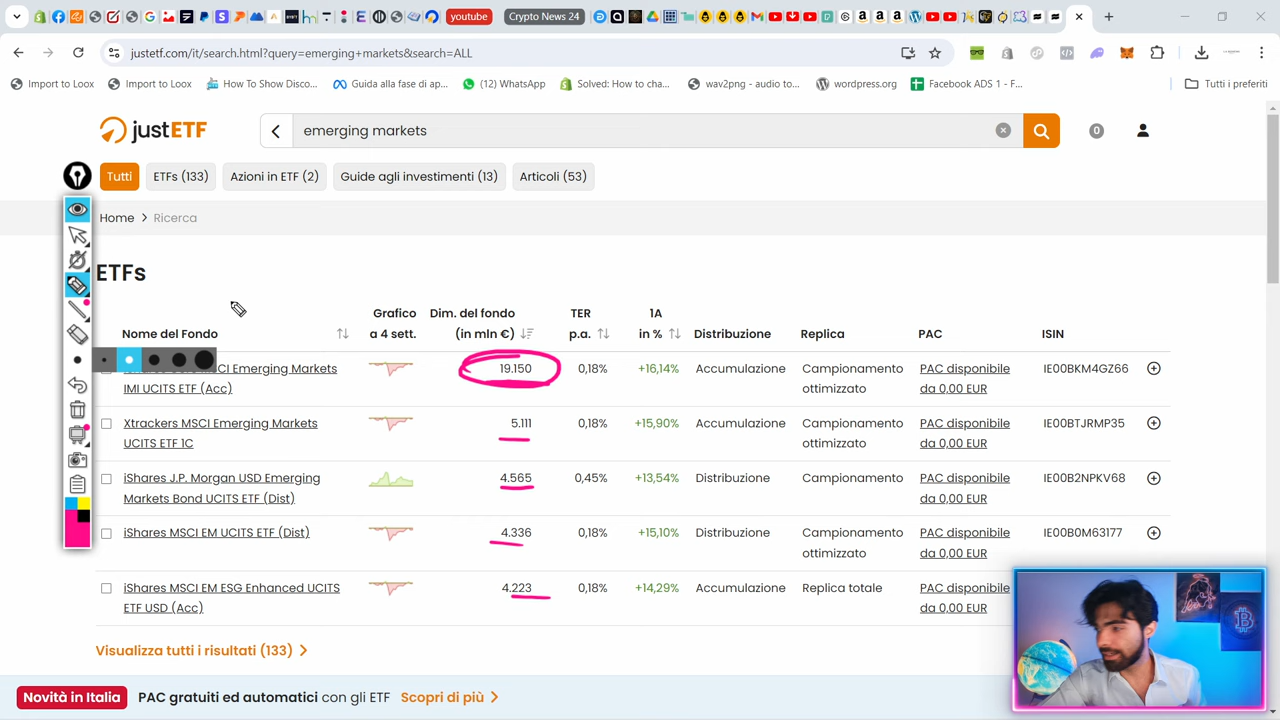 youtube
Crypto News 24
justetf.com/it/search.html?query=emerging+markets&search=ALL
Import to Loox
Import to Loox
How To Show Disco...
Guida alla fase di ap...
(12) WhatsApp
Solved: How to cha...
wav2png - audio to...
wordpress.org
Facebook ADS 1 - F...
Tutti i preferiti
justETF
emerging markets
0
Tutti
ETFs (133)
Azioni in ETF (2)
Guide agli investimenti (13)
Articoli (53)
Home
Ricerca
ETFs
Nome del Fondo
Grafico a 4 sett.
Dim. del fondo (in mln €)
TER p.a.
1A in %
Distribuzione
Replica
PAC
ISIN
CI Emerging Markets
IMI UCITS ETF (Acc)
19.150
0,18%
+16,14%
Accumulazione
Campionamento ottimizzato
PAC disponibile da 0,00 EUR
IE00BKM4GZ66
Xtrackers MSCI Emerging Markets
UCITS ETF 1C
5.111
0,18%
+15,90%
Accumulazione
Campionamento ottimizzato
PAC disponibile da 0,00 EUR
IE00BTJRMP35
iShares J.P. Morgan USD Emerging
Markets Bond UCITS ETF (Dist)
4.565
0,45%
+13,54%
Distribuzione
Campionamento
PAC disponibile da 0,00 EUR
IE00B2NPKV68
iShares MSCI EM UCITS ETF (Dist)
4.336
0,18%
+15,10%
Distribuzione
Campionamento ottimizzato
PAC disponibile da 0,00 EUR
IE00B0M63177
iShares MSCI EM ESG Enhanced UCITS
ETF USD (Acc)
4.223
0,18%
+14,29%
Accumulazione
Replica totale
PAC disponibile da 0,00 EUR
Visualizza tutti i risultati (133)
Novità in Italia
PAC gratuiti ed automatici con gli ETF
Scopri di più